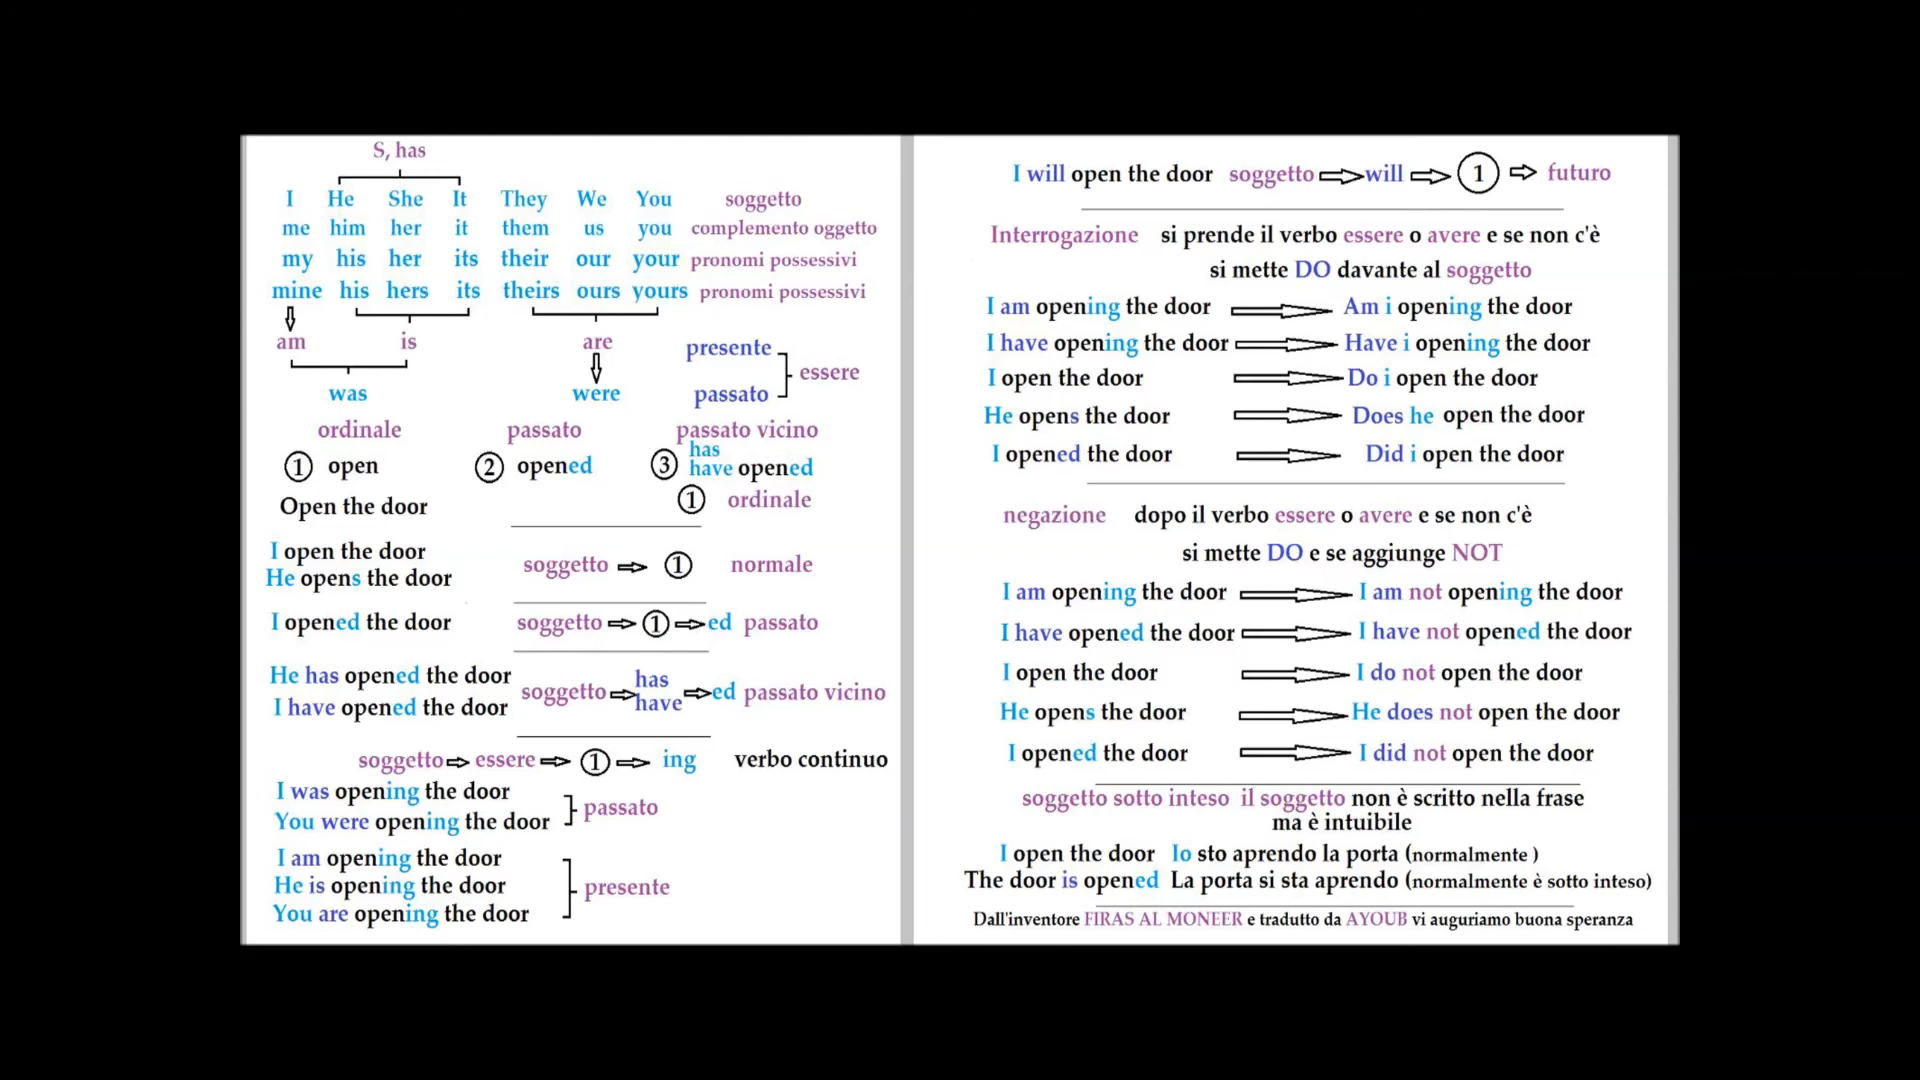 S, has
I He She It They We You soggetto
me him her it them us you complemento oggetto
my his her its their our your pronomi possessivi
mine his hers its theirs ours yours pronomi possessivi
am is are presente
essere
was were passato
ordinale passato passato vicino
1 open 2 opened 3 has
have opened
Open the door 1 ordinale
I open the door
He opens the door soggetto 1 normale
I opened the door soggetto 1 ed passato
He has opened the door
I have opened the door soggetto has
have ed passato vicino
soggetto essere 1 ing verbo continuo
I was opening the door
You were opening the door passato
I am opening the door
He is opening the door presente
You are opening the door
I will open the door soggetto will 1 futuro
Interrogazione si prende il verbo essere o avere e se non c'è
si mette DO davante al soggetto
I am opening the door Am i opening the door
I have opening the door Have i opening the door
I open the door Do i open the door
He opens the door Does he open the door
I opened the door Did i open the door
negazione dopo il verbo essere o avere e se non c'è
si mette DO e se aggiunge NOT
I am opening the door I am not opening the door
I have opened the door I have not opened the door
I open the door I do not open the door
He opens the door He does not open the door
I opened the door I did not open the door
soggetto sotto inteso il soggetto non è scritto nella frase
ma è intuibile
I open the door Io sto aprendo la porta (normalmente )
The door is opened La porta si sta aprendo (normalmente è sotto inteso)
Dall'inventore FIRAS AL MONEER e tradutto da AYOUB vi auguriamo buona speranza